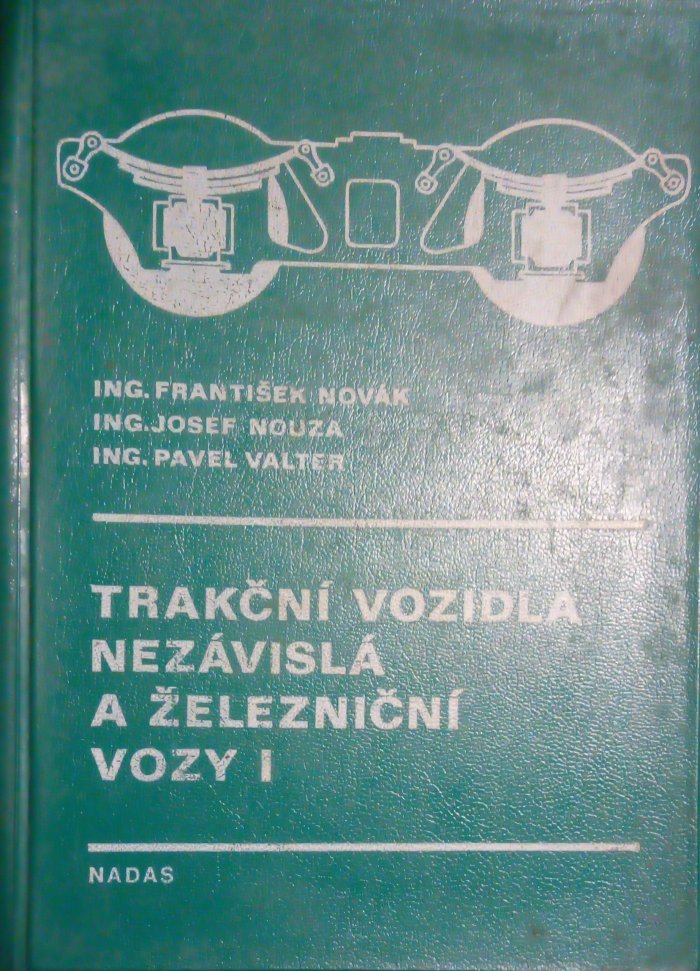 ING. FRANTIŠEK NOVÁK
ING. JOSEF NOUZA
ING. PAVEL VALTER
TRAKČNÍ VOZIDLA
NEZÁVISLÁ
A ŽELEZNIČNÍ
VOZY I
NADAS